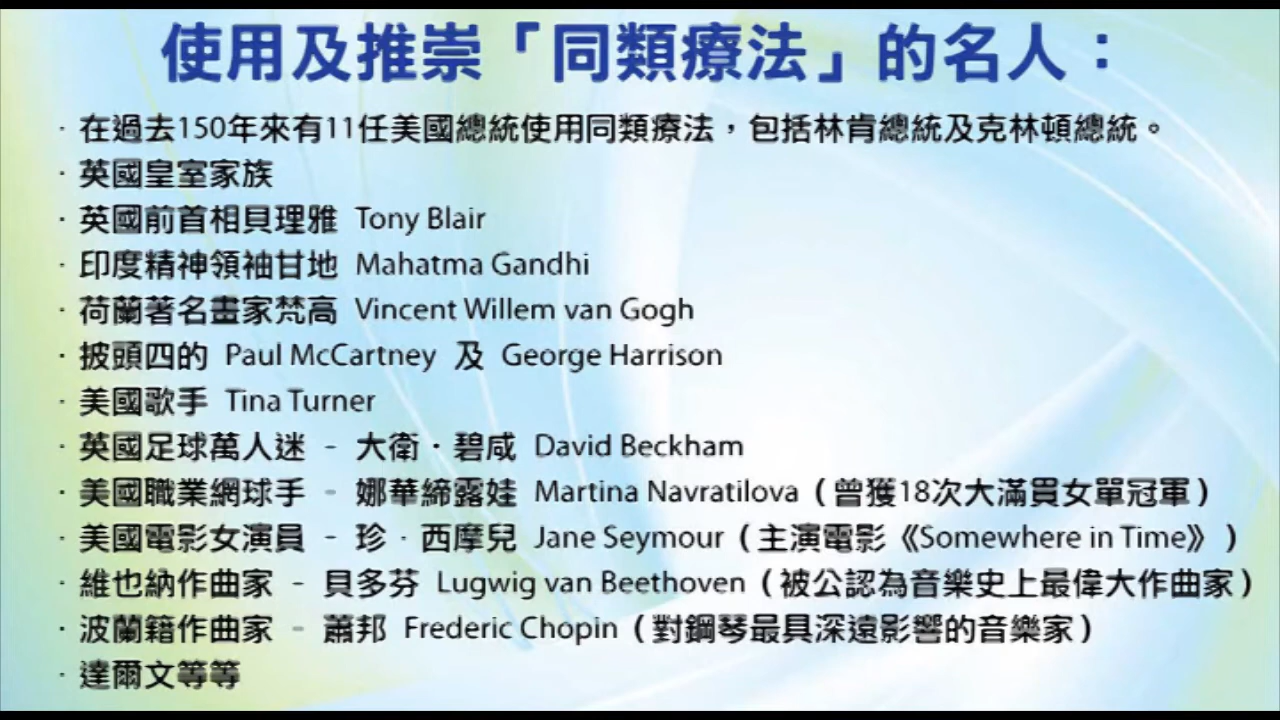 使用及推崇「同類療法」的名人：
· 在過去150年來有11任美國總統使用同類療法，包括林肯總統及克林頓總統。
· 英國皇室家族
· 英國前首相貝理雅 Tony Blair
· 印度精神領袖甘地 Mahatma Gandhi
· 荷蘭著名畫家梵高 Vincent Willem van Gogh
· 披頭四的 Paul McCartney 及 George Harrison
· 美國歌手 Tina Turner
· 英國足球萬人迷 - 大衛·碧咸 David Beckham
· 美國職業網球手 - 娜華締露娃 Martina Navratilova（曾獲18次大滿貫女單冠軍）
· 美國電影女演員 - 珍·西摩兒 Jane Seymour（主演電影《Somewhere in Time》）
· 維也納作曲家 - 貝多芬 Lugwig van Beethoven（被公認為音樂史上最偉大作曲家）
· 波蘭籍作曲家 - 蕭邦 Frederic Chopin（對鋼琴最具深遠影響的音樂家）
· 達爾文等等